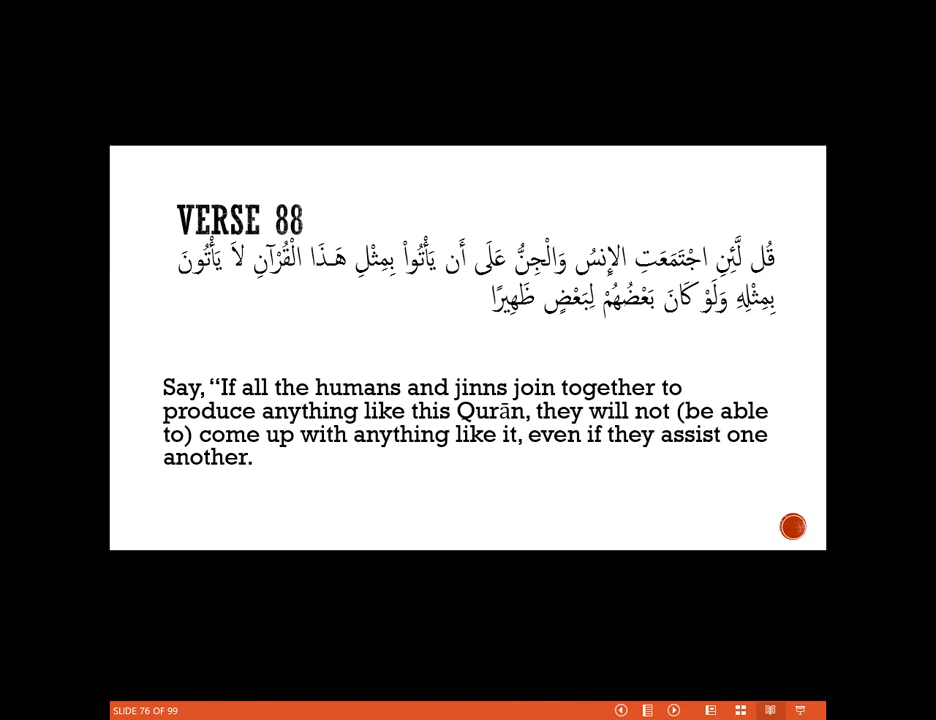 VERSE 88
قُل لَّئِنِ اجْتَمَعَتِ الإِنسُ وَالْجِنُّ عَلَى أَن يَأْتُواْ بِمِثْلِ هَـذَا الْقُرْآنِ لاَ يَأْتُونَ
بِمِثْلِهِ وَلَوْ كَانَ بَعْضُهُمْ لِبَعْضٍ ظَهِيرًا
Say, “If all the humans and jinns join together to
produce anything like this Qurān, they will not (be able
to) come up with anything like it, even if they assist one
another.
SLIDE 76 OF 99